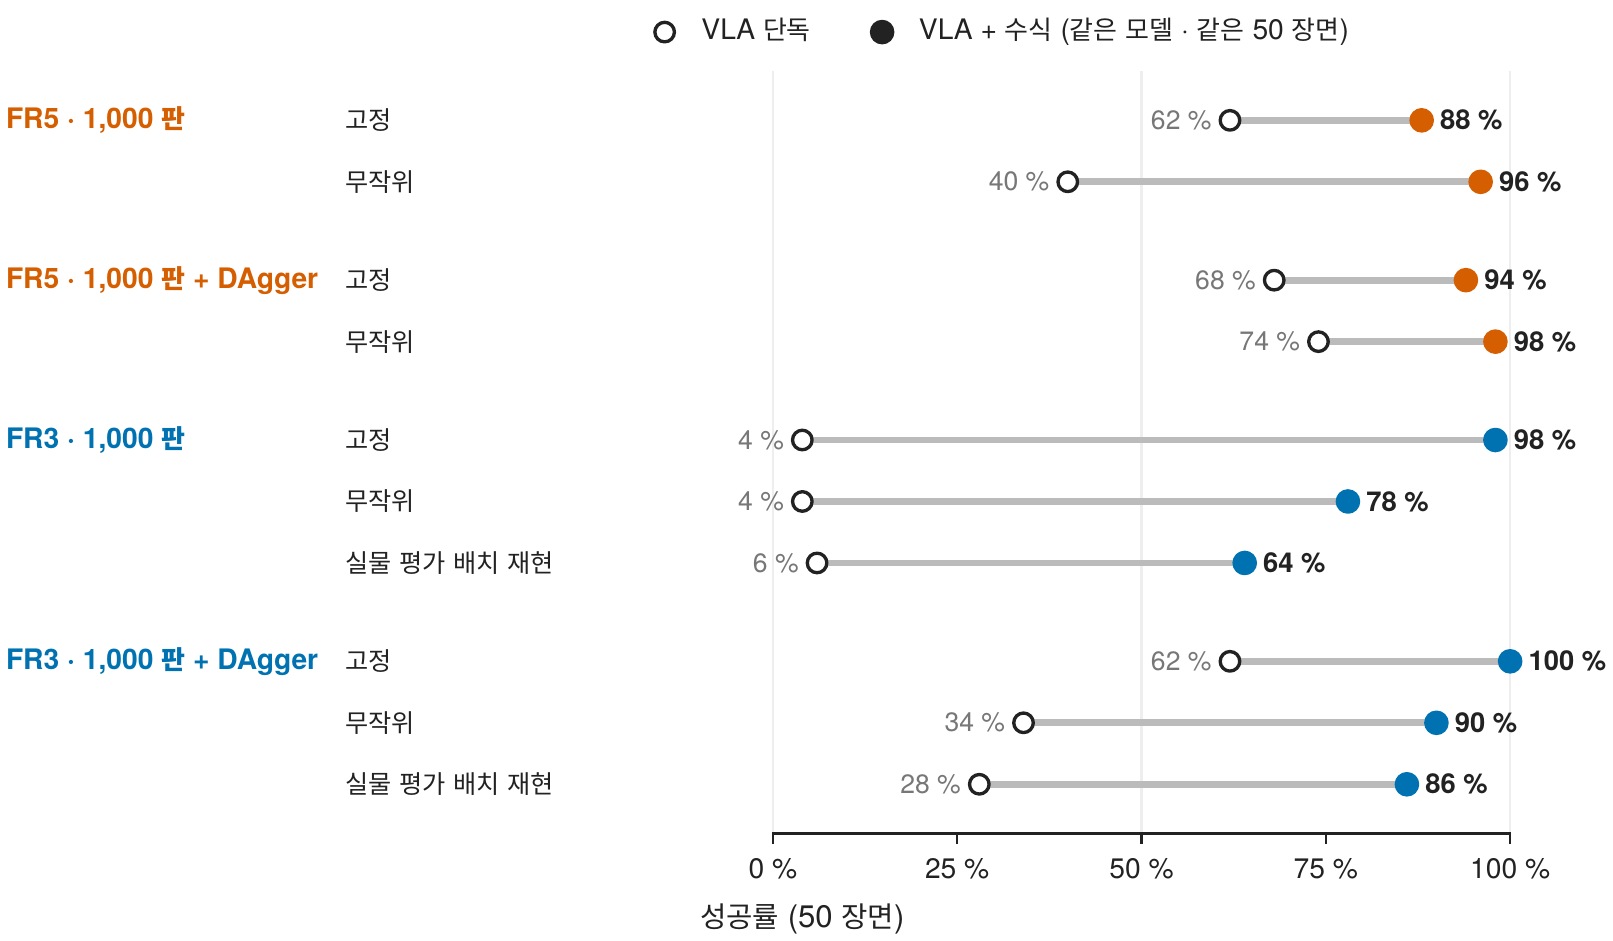 VLA 단독 VLA + 수식 (같은 모델 · 같은 50 장면)
FR5 · 1,000 판 고정 62 % 88 %
무작위 40 % 96 %
FR5 · 1,000 판 + DAgger 고정 68 % 94 %
무작위 74 % 98 %
FR3 · 1,000 판 고정 4 % 98 %
무작위 4 % 78 %
실물 평가 배치 재현 6 % 64 %
FR3 · 1,000 판 + DAgger 고정 62 % 100 %
무작위 34 % 90 %
실물 평가 배치 재현 28 % 86 %
0 % 25 % 50 % 75 % 100 %
성공률 (50 장면)